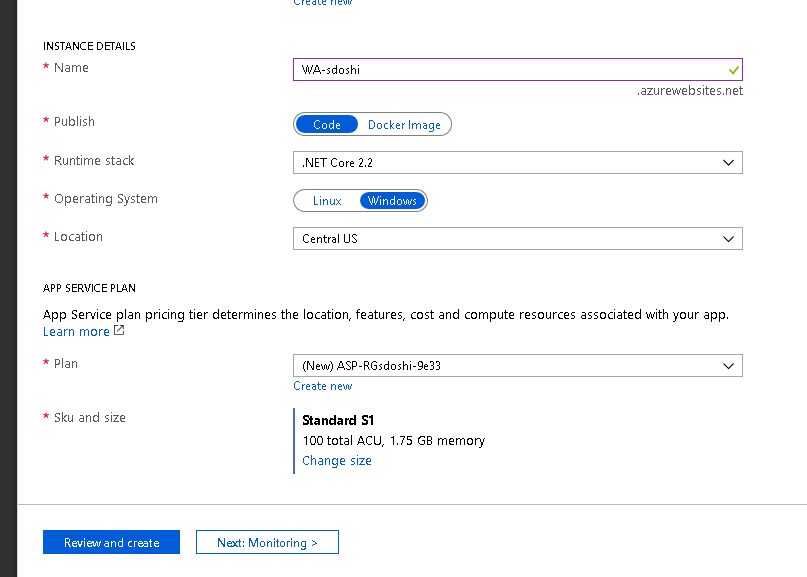 Create new
INSTANCE DETAILS
* Name
WA-sdoshi
.azurewebsites.net
* Publish
Code Docker Image
* Runtime stack
.NET Core 2.2
* Operating System
Linux Windows
* Location
Central US
APP SERVICE PLAN
App Service plan pricing tier determines the location, features, cost and compute resources associated with your app.
Learn more
* Plan
(New) ASP-RGsdoshi-9e33
Create new
* Sku and size
Standard S1
100 total ACU, 1.75 GB memory
Change size
Review and create Next: Monitoring >